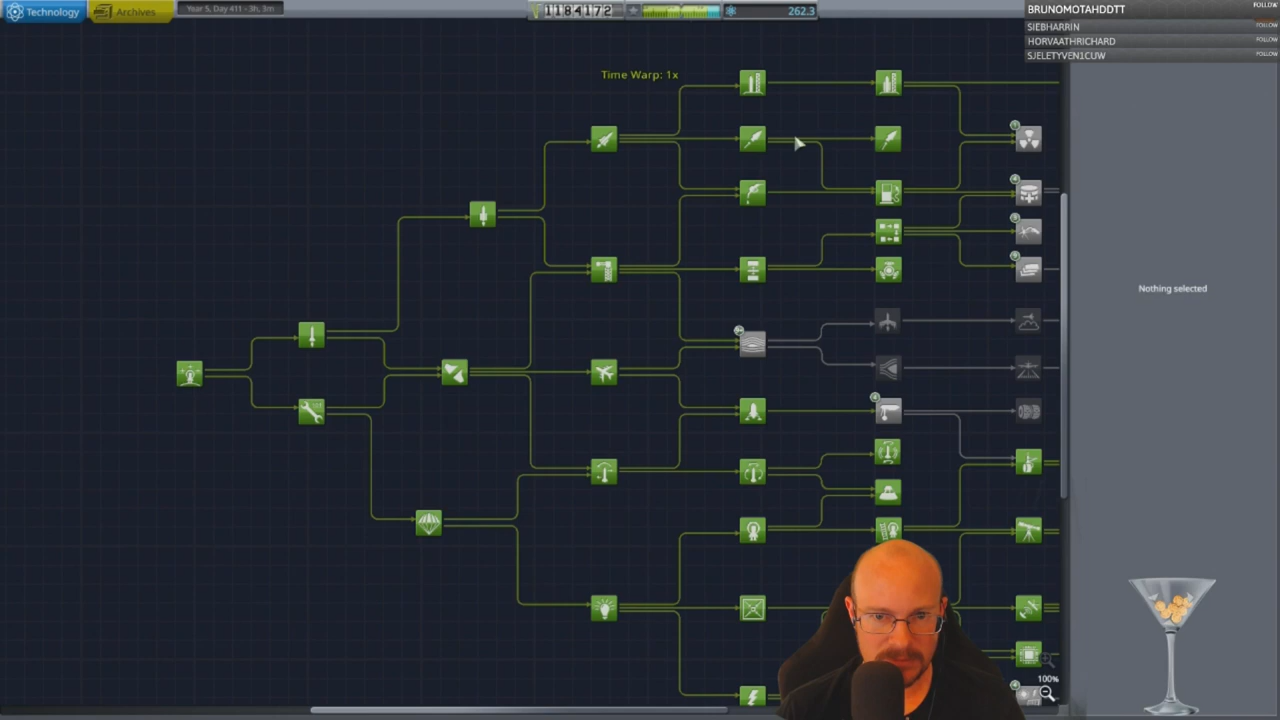 Technology
Archives
Year 5, Day 411 - 3h, 3m
1184172
262.3
BRUNOMOTAHDDTT
FOLLOW
SIEBHARRIN
FOLLOW
HORVAATHRICHARD
FOLLOW
SJELETYVEN1CUW
FOLLOW
Time Warp: 1x
Nothing selected
100%